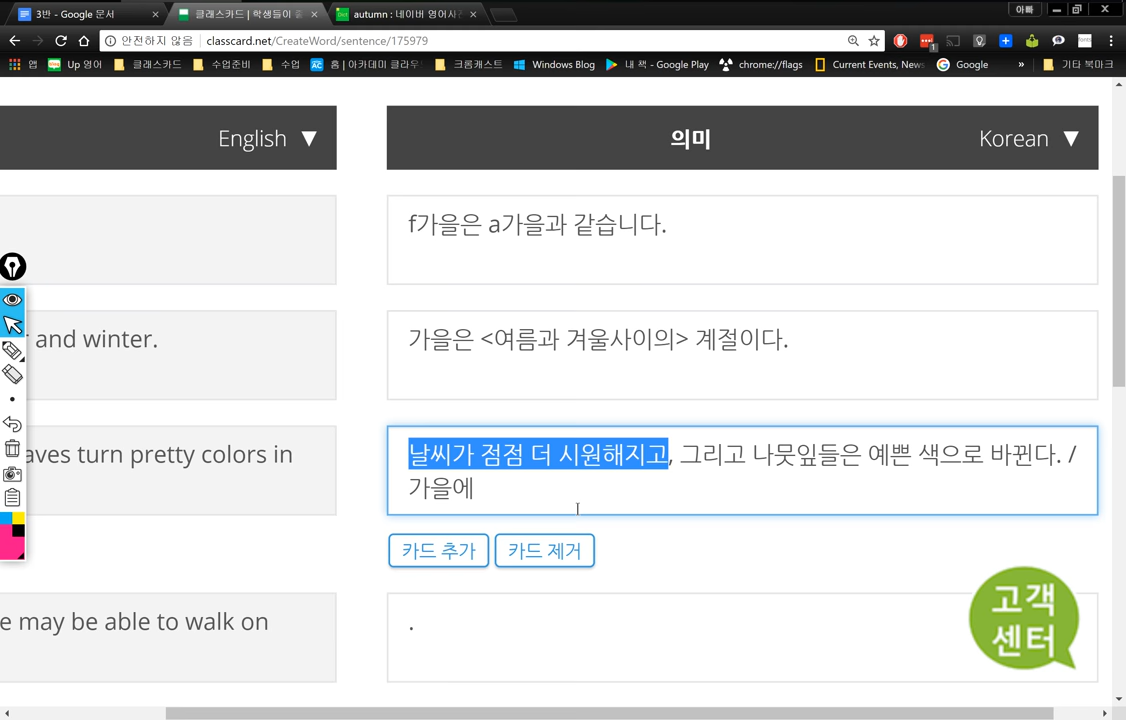 아빠
3반 - Google 문서
클래스카드 | 학생들이 즐
autumn : 네이버 영어사전
안전하지 않음
classcard.net/CreateWord/sentence/175979
앱
Up 영어
클래스카드
수업준비
수업
홈 | 아카데미 클라우
크롬캐스트
Windows Blog
내 책 - Google Play
chrome://flags
Current Events, News
Google
»
기타 북마크
English ▼
의미
Korean ▼
f가을은 a가을과 같습니다.
and winter.
가을은 <여름과 겨울사이의> 계절이다.
aves turn pretty colors in
날씨가 점점 더 시원해지고, 그리고 나뭇잎들은 예쁜 색으로 바뀐다. /
가을에
카드 추가
카드 제거
e may be able to walk on
.
고객
센터